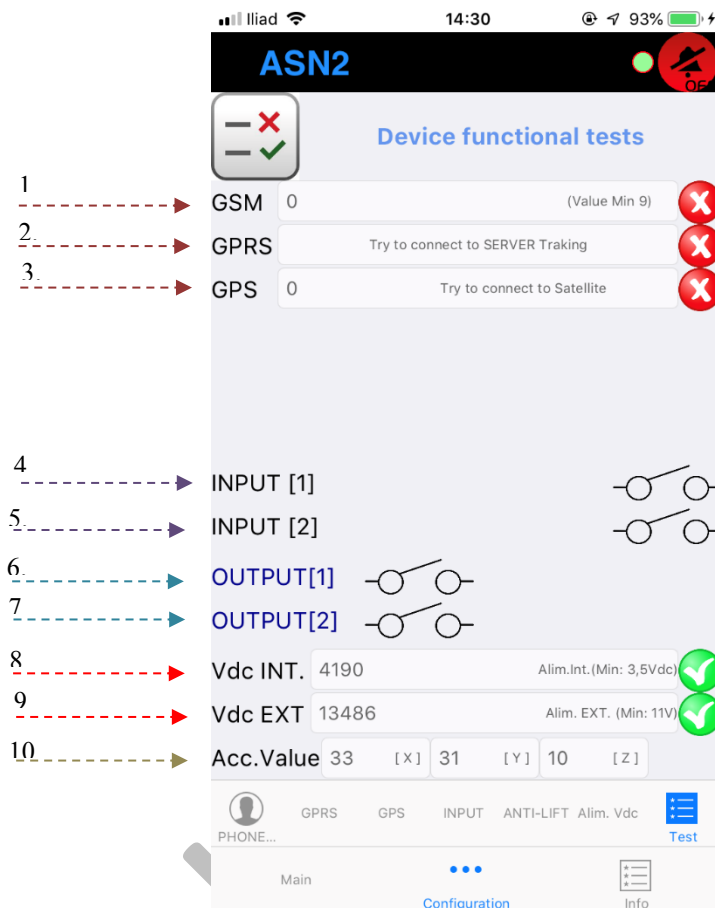 Iliad 14:30 93%
ASN2
OFF
Device functional tests
1
GSM 0 (Value Min 9)
2.
GPRS Try to connect to SERVER Traking
3.
GPS 0 Try to connect to Satellite
4
INPUT [1]
5.
INPUT [2]
6.
OUTPUT[1]
7
OUTPUT[2]
8
Vdc INT. 4190 Alim.Int.(Min: 3,5Vdc)
9
Vdc EXT 13486 Alim. EXT. (Min: 11V)
10
Acc.Value 33 [ X ] 31 [ Y ] 10 [ Z ]
PHONE... GPRS GPS INPUT ANTI-LIFT Alim. Vdc Test
Main Configuration Info